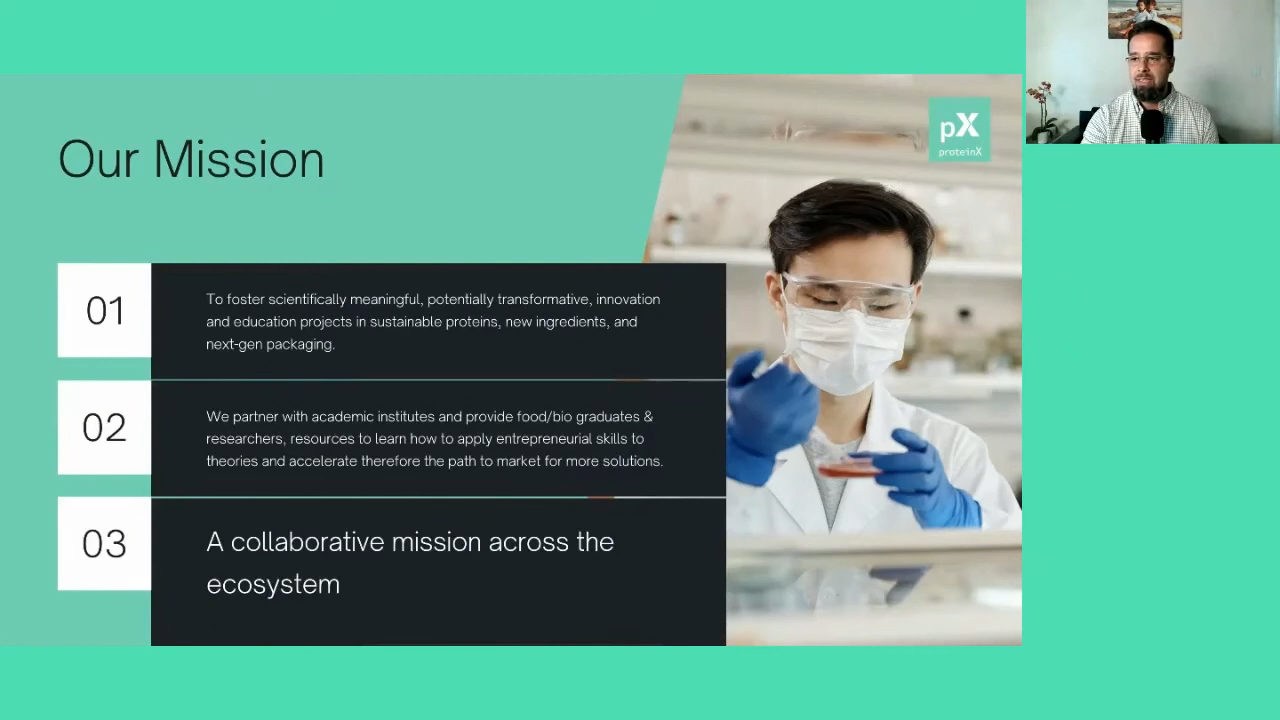 Our Mission
pX
proteinX
01
To foster scientifically meaningful, potentially transformative, innovation
and education projects in sustainable proteins, new ingredients, and
next-gen packaging.
02
We partner with academic institutes and provide food/bio graduates &
researchers, resources to learn how to apply entrepreneurial skills to
theories and accelerate therefore the path to market for more solutions.
03
A collaborative mission across the
ecosystem